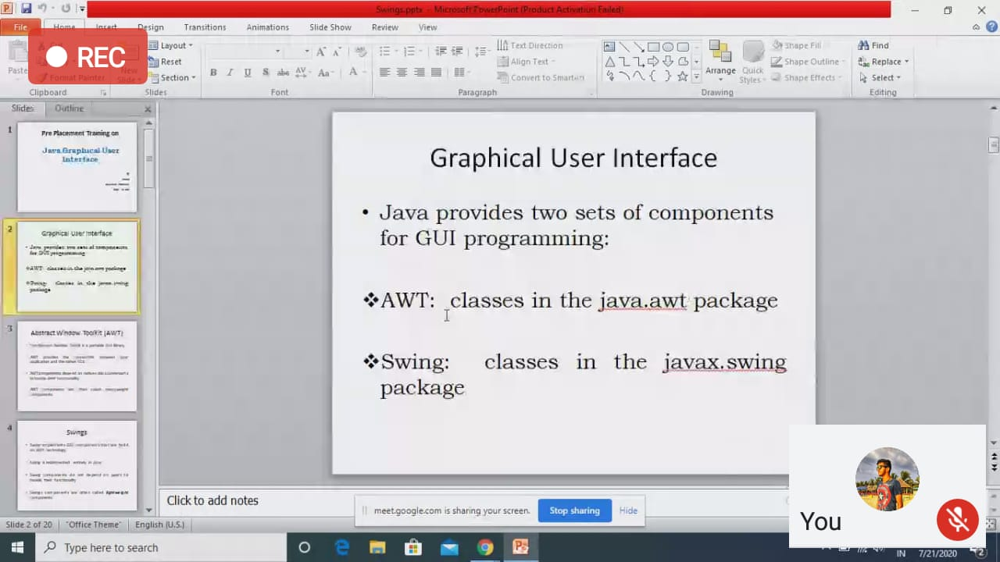 Swings.pptx - Microsoft PowerPoint (Product Activation Failed)
File Home Insert Design Transitions Animations Slide Show Review View
REC
Paste
Format Painter
New
Slide
Layout
Reset
Section
Text Direction
Align Text
Convert to SmartArt
Arrange
Quick
Styles
Shape Fill
Shape Outline
Shape Effects
Find
Replace
Select
Clipboard Slides Font Paragraph Drawing Editing
Slides Outline
1
Pre Placement Training on
Java Graphical User
Interface
2
Graphical User Interface
Java provides two sets of components
for GUI programming:
AWT: classes in the java.awt package
Swing: classes in the javax.swing
package
3
Abstract Window Toolkit (AWT)
4
Swings
Graphical User Interface
• Java provides two sets of components
for GUI programming:
❖AWT: classes in the java.awt package
❖Swing: classes in the javax.swing
package
Click to add notes
meet.google.com is sharing your screen.
Stop sharing
Hide
You
Slide 2 of 20
"Office Theme"
English (U.S.)
Type here to search
IN
7/21/2020
2